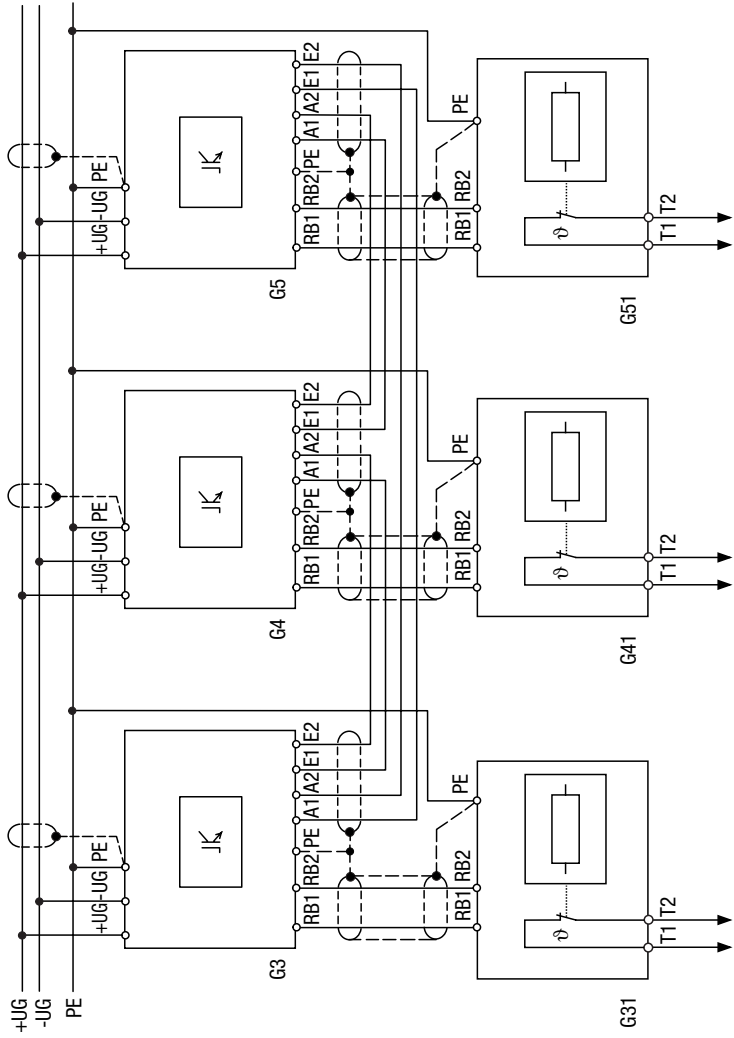 +UG
-UG
PE
+UG
-UG
PE
G3
RB1
RB2
PE
A1
A2
E1
E2
RB1
RB2
PE
G31
ϑ
T1
T2
+UG
-UG
PE
G4
RB1
RB2
PE
A1
A2
E1
E2
RB1
RB2
PE
G41
ϑ
T1
T2
+UG
-UG
PE
G5
RB1
RB2
PE
A1
A2
E1
E2
RB1
RB2
PE
G51
ϑ
T1
T2